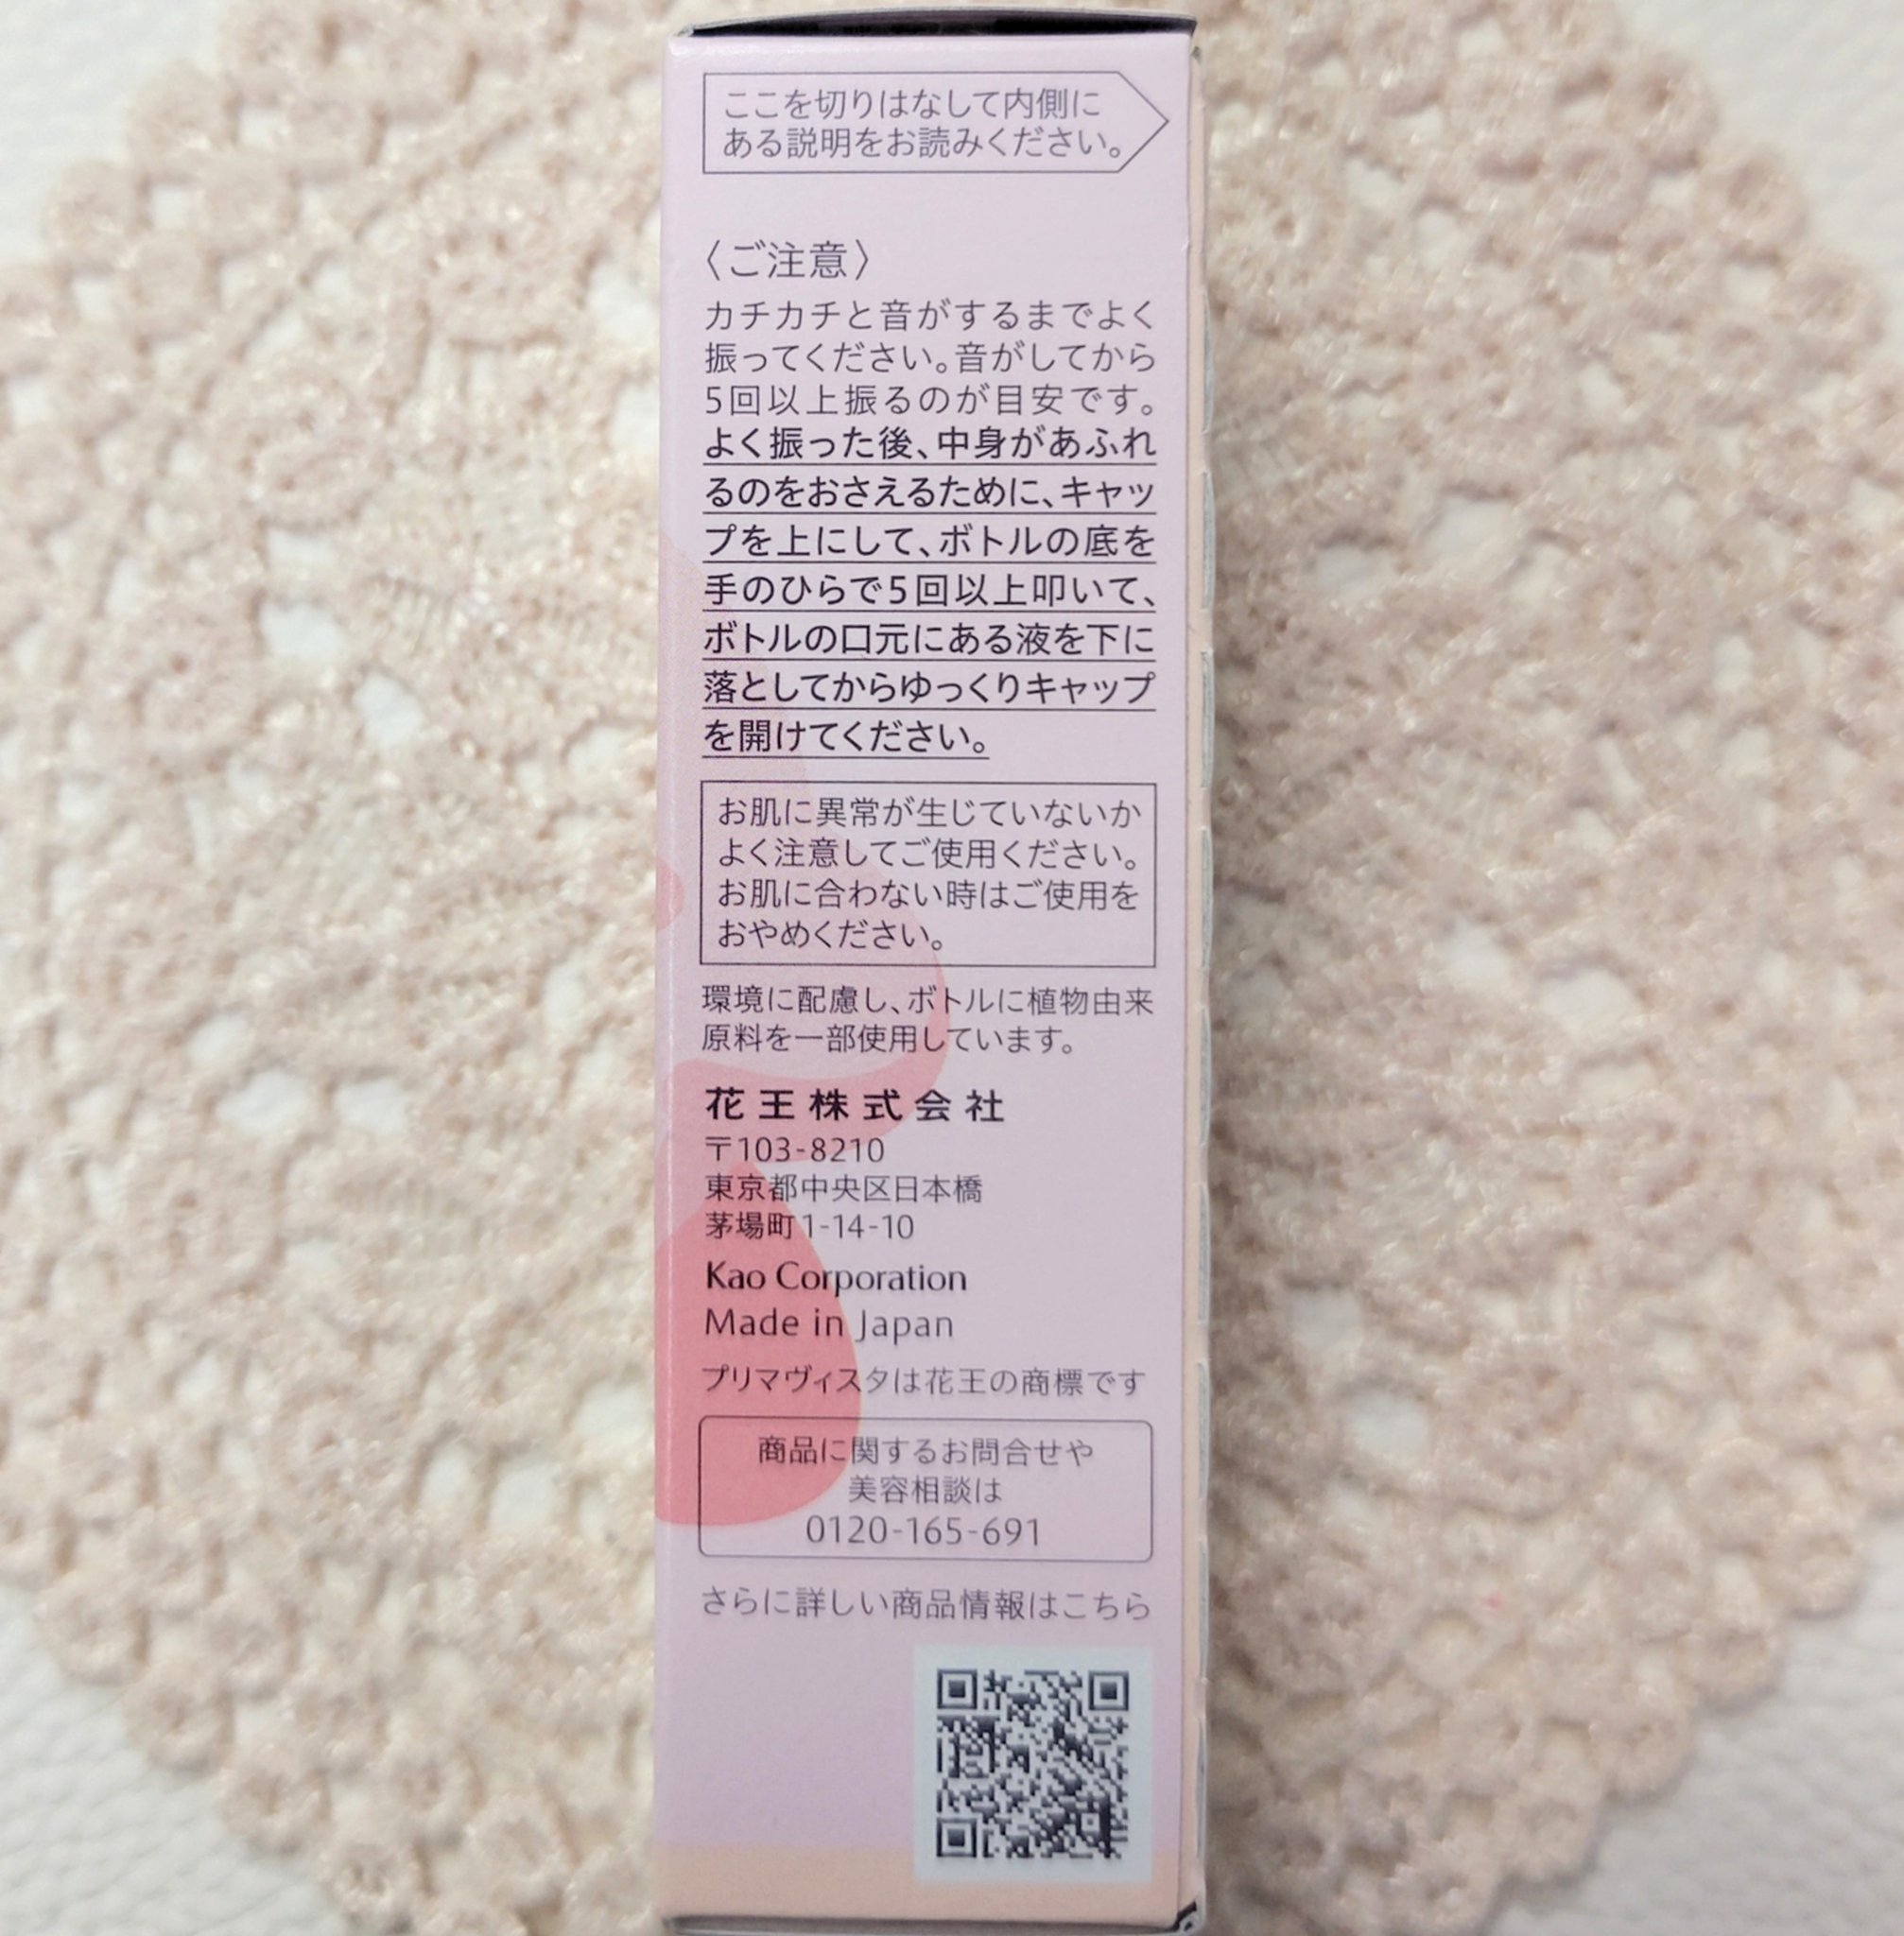 ここを切りはなして内側に
ある説明をお読みください。
〈ご注意〉
カチカチと音がするまでよく
振ってください。音がしてから
5回以上振るのが目安です。
よく振った後、中身があふれ
るのをおさえるために、キャッ
プを上にして、ボトルの底を
手のひらで5回以上叩いて、
ボトルの口元にある液を下に
落としてからゆっくりキャップ
を開けてください。
お肌に異常が生じていないか
よく注意してご使用ください。
お肌に合わない時はご使用を
おやめください。
環境に配慮し、ボトルに植物由来
原料を一部使用しています。
花王株式会社
〒103-8210
東京都中央区日本橋
茅場町1-14-10
Kao Corporation
Made in Japan
プリマヴィスタは花王の商標です
商品に関するお問合せや
美容相談は
0120-165-691
さらに詳しい商品情報はこちら